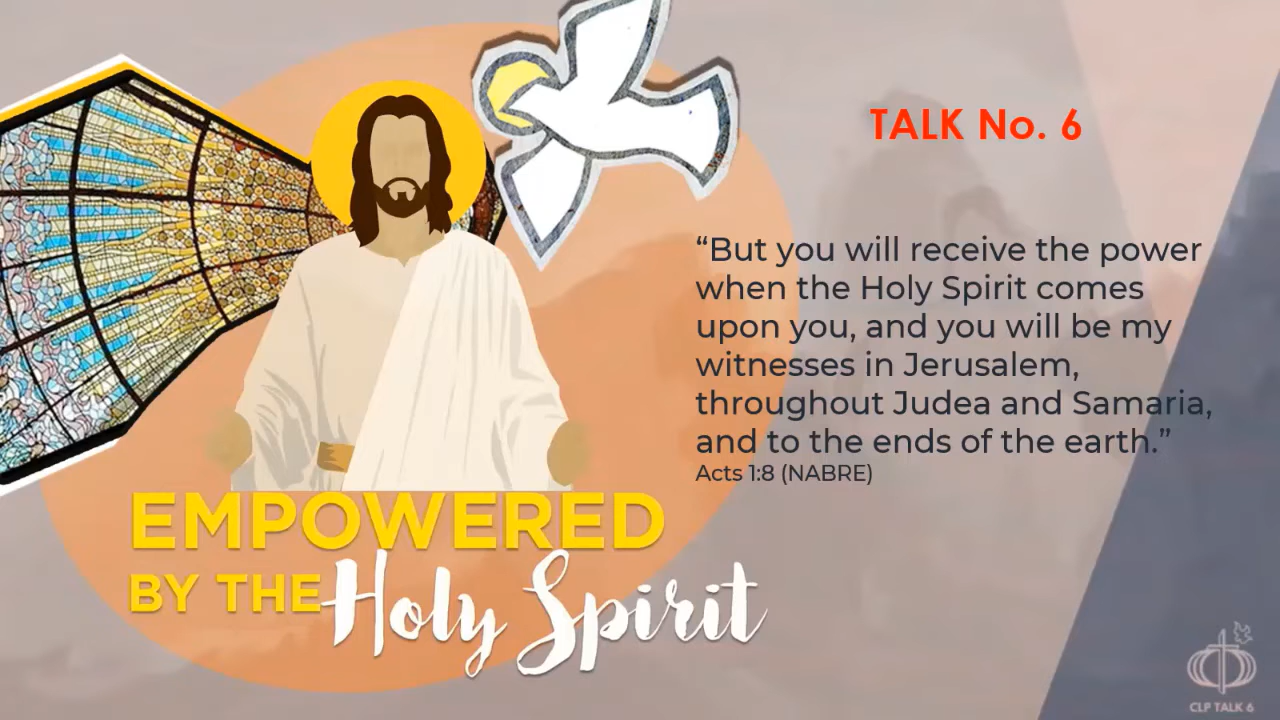 TALK No. 6
“But you will receive the power
when the Holy Spirit comes
upon you, and you will be my
witnesses in Jerusalem,
throughout Judea and Samaria,
and to the ends of the earth.”
Acts 1:8 (NABRE)
EMPOWERED
BY THE Holy Spirit
CLP TALK 6